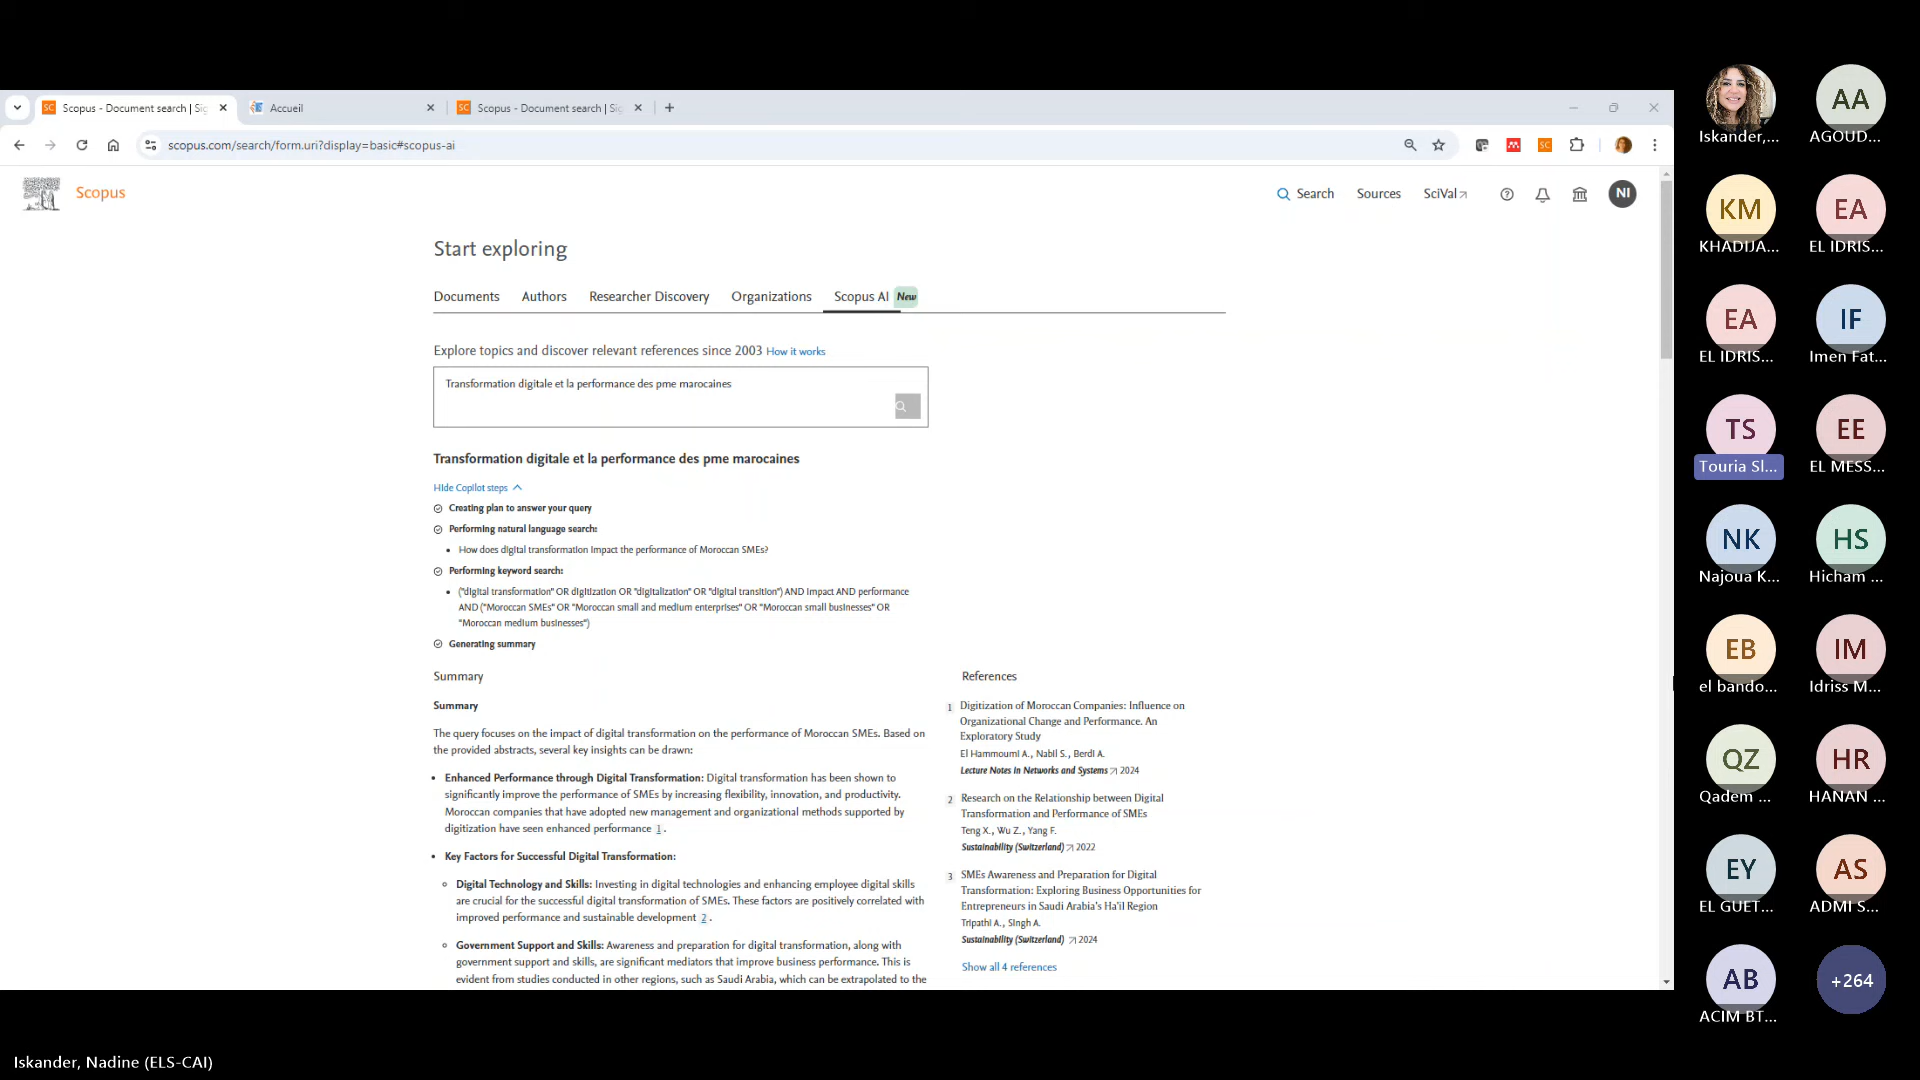 Scopus - Document search | Sig
Accueil
Scopus - Document search | Sig
scopus.com/search/form.uri?display=basic#scopus-ai
Scopus
Search
Sources
SciVal
NI
Start exploring
Documents
Authors
Researcher Discovery
Organizations
Scopus AI New
Explore topics and discover relevant references since 2003 How it works
Transformation digitale et la performance des pme marocaines
Transformation digitale et la performance des pme marocaines
Hide Copilot steps
Creating plan to answer your query
Performing natural language search:
How does digital transformation impact the performance of Moroccan SMEs?
Performing keyword search:
("digital transformation" OR digitization OR "digitalization" OR "digital transition") AND impact AND performance
AND ("Moroccan SMEs" OR "Moroccan small and medium enterprises" OR "Moroccan small businesses" OR
"Moroccan medium businesses")
Generating summary
Summary
Summary
The query focuses on the impact of digital transformation on the performance of Moroccan SMEs. Based on
the provided abstracts, several key insights can be drawn:
Enhanced Performance through Digital Transformation: Digital transformation has been shown to
significantly improve the performance of SMEs by increasing flexibility, innovation, and productivity.
Moroccan companies that have adopted new management and organizational methods supported by
digitization have seen enhanced performance 1 .
Key Factors for Successful Digital Transformation:
Digital Technology and Skills: Investing in digital technologies and enhancing employee digital skills
are crucial for the successful digital transformation of SMEs. These factors are positively correlated with
improved performance and sustainable development 2 .
Government Support and Skills: Awareness and preparation for digital transformation, along with
government support and skills, are significant mediators that improve business performance. This is
evident from studies conducted in other regions, such as Saudi Arabia, which can be extrapolated to the
References
1 Digitization of Moroccan Companies: Influence on
Organizational Change and Performance. An
Exploratory Study
El Hammoumi A., Nabil S., Berdi A.
Lecture Notes in Networks and Systems 2024
2 Research on the Relationship between Digital
Transformation and Performance of SMEs
Teng X., Wu Z., Yang F.
Sustainability (Switzerland) 2022
3 SMEs Awareness and Preparation for Digital
Transformation: Exploring Business Opportunities for
Entrepreneurs in Saudi Arabia's Ha'il Region
Tripathi A., Singh A.
Sustainability (Switzerland) 2024
Show all 4 references
Iskander,...
AA
AGOUD...
KM
KHADIJA...
EA
EL IDRIS...
EA
EL IDRIS...
IF
Imen Fat...
TS
Touria Sl...
EE
EL MESS...
NK
Najoua K...
HS
Hicham ...
EB
el bando...
IM
Idriss M...
QZ
Qadem ...
HR
HANAN ...
EY
EL GUET...
AS
ADMI S...
AB
ACIM BT...
+264
Iskander, Nadine (ELS-CAI)